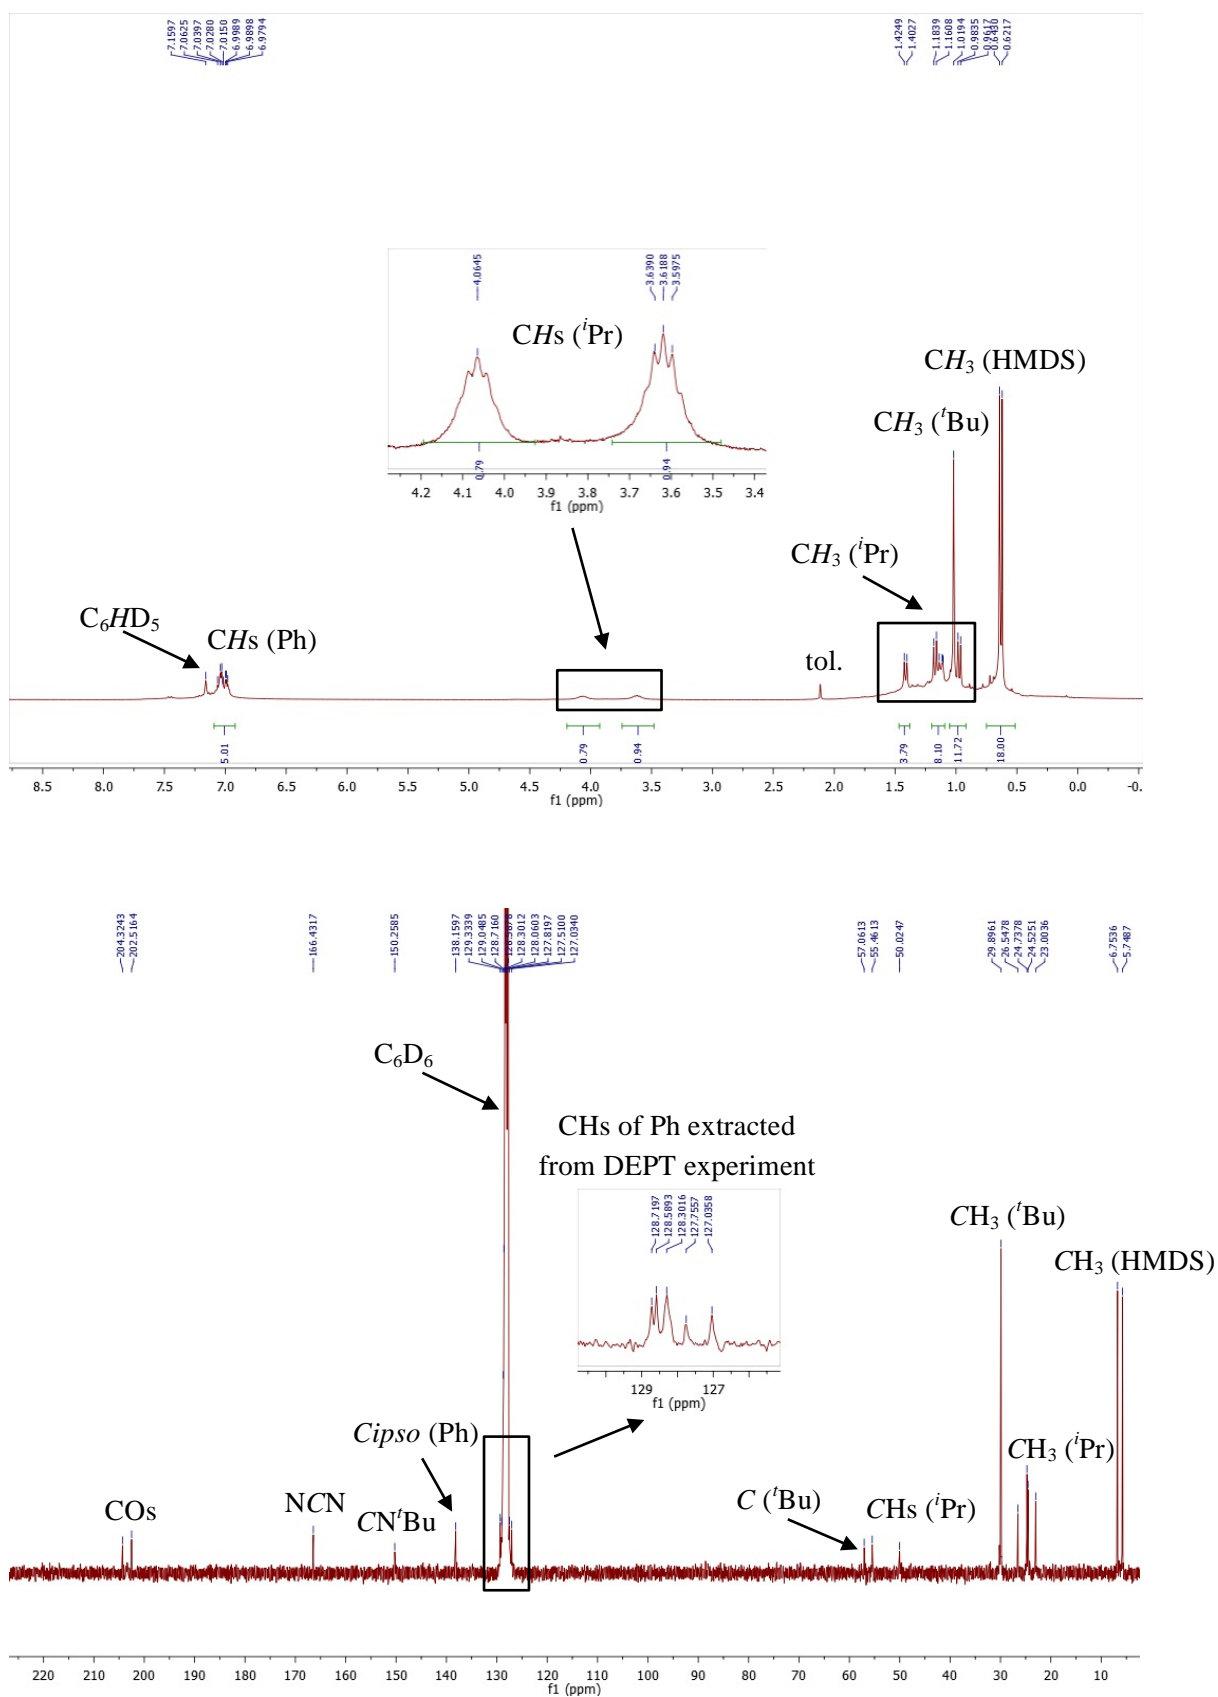 7.1597
7.0625
7.0397
7.0280
7.0150
6.9989
6.9898
6.9794
1.4249
1.4027
1.1839
1.1608
1.0194
0.9835
0.9617
0.6430
0.6217
4.0645
3.6390
3.6188
3.5975
CHs (iPr)
0.79
0.94
4.2 4.1 4.0 3.9 3.8 3.7 3.6 3.5 3.4
f1 (ppm)
CH3 (HMDS)
CH3 (tBu)
CH3 (iPr)
C6HD5
CHs (Ph)
tol.
5.01
0.79
0.94
3.79
8.10
11.72
18.00
8.5 8.0 7.5 7.0 6.5 6.0 5.5 5.0 4.5 4.0 3.5 3.0 2.5 2.0 1.5 1.0 0.5 0.0 -0.
f1 (ppm)
204.3243
202.5164
166.4317
150.2585
138.1597
129.3339
129.0485
128.7160
128.3012
128.0603
127.8197
127.5100
127.0340
57.0613
55.4613
50.0247
29.8961
26.5478
24.7378
24.5251
23.0036
6.7536
5.7487
C6D6
CHs of Ph extracted
from DEPT experiment
128.7197
128.5893
128.3016
127.7557
127.0358
129 127
f1 (ppm)
CH3 (tBu)
CH3 (HMDS)
Cipso (Ph)
CH3 (iPr)
COs
NCN
CNtBu
C (tBu)
CHs (iPr)
220 210 200 190 180 170 160 150 140 130 120 110 100 90 80 70 60 50 40 30 20 10
f1 (ppm)